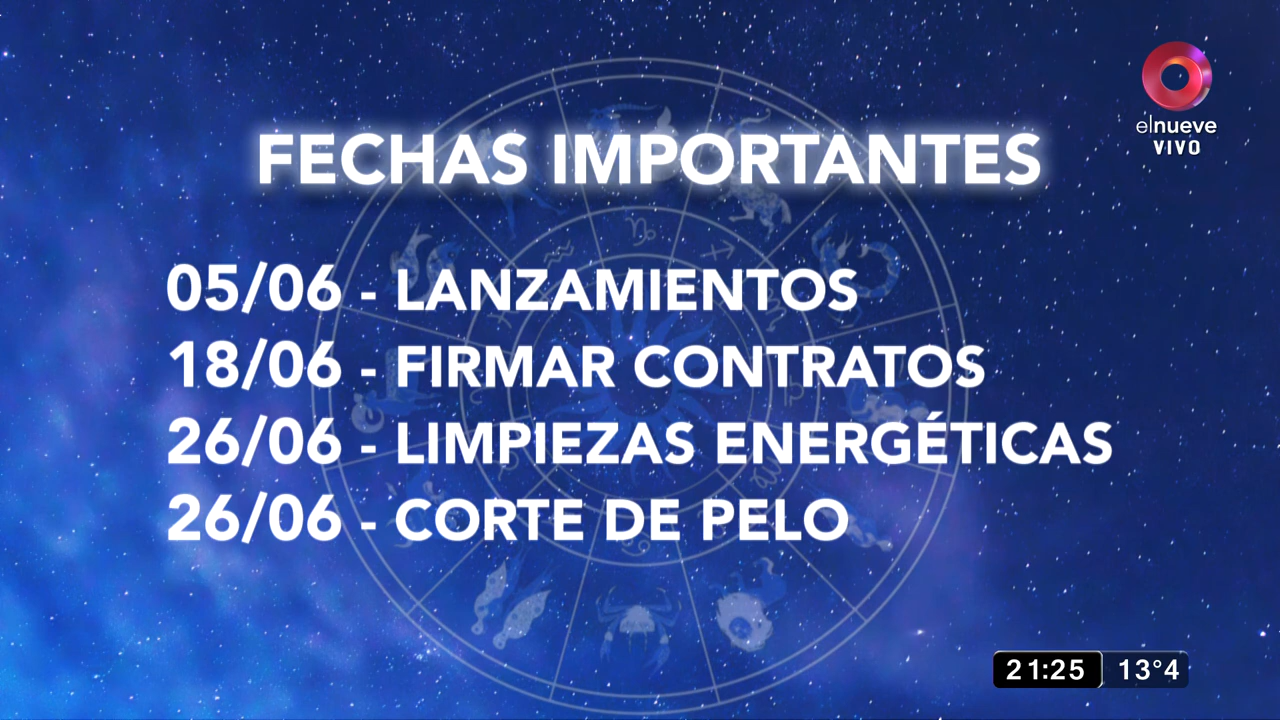 elnueve
VIVO
FECHAS IMPORTANTES
05/06 - LANZAMIENTOS
18/06 - FIRMAR CONTRATOS
26/06 - LIMPIEZAS ENERGÉTICAS
26/06 - CORTE DE PELO
21:25 13°4